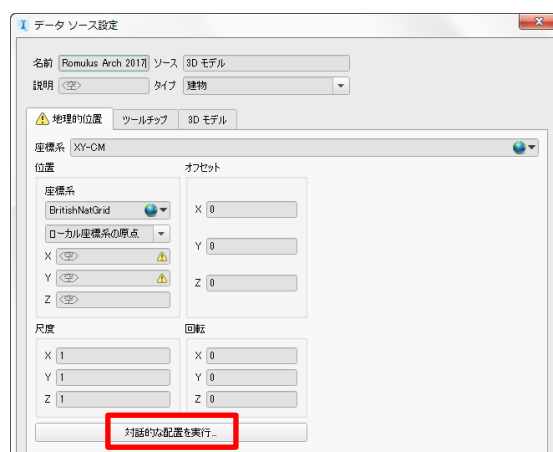 データ ソース設定
名前 Romulus Arch 2017 ソース 3D モデル
説明 <空> タイプ 建物
地理的位置 ツールチップ 3D モデル
座標系 XY-CM
位置 オフセット
座標系
BritishNatGrid X 0
ローカル座標系の原点
X <空> Y 0
Y <空>
Z <空> Z 0
尺度 回転
X 1 X 0
Y 1 Y 0
Z 1 Z 0
対話的な配置を実行...